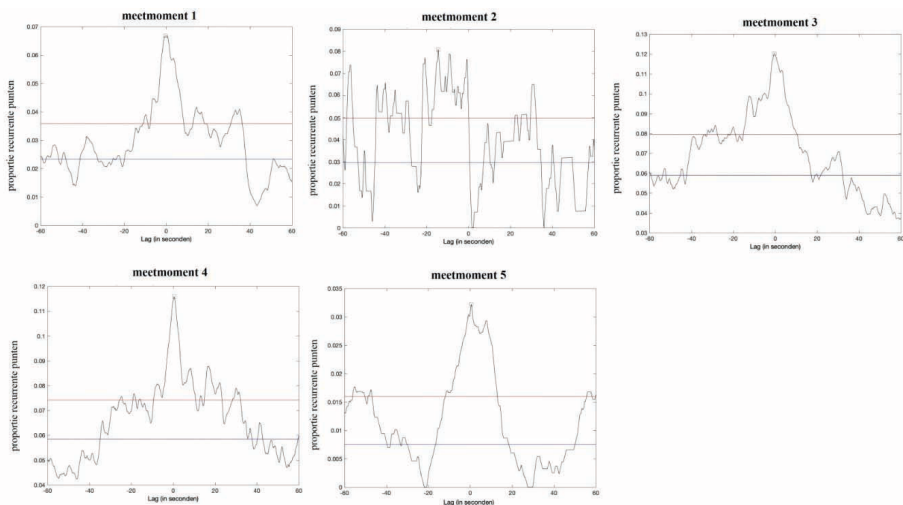 meetmoment 1
meetmoment 2
meetmoment 3
proportie recurrente punten
0.07
0.06
0.05
0.04
0.03
0.02
0.01
0
-60 -40 -20 0 20 40 60
Lag (in seconden)
proportie recurrente punten
0.09
0.08
0.07
0.06
0.05
0.04
0.03
0.02
0.01
0
-60 -40 -20 0 20 40 60
Lag (in seconden)
proportie recurrente punten
0.13
0.12
0.11
0.1
0.09
0.08
0.07
0.06
0.05
0.04
0.03
-60 -40 -20 0 20 40 60
Lag (in seconden)
meetmoment 4
meetmoment 5
proportie recurrente punten
0.12
0.11
0.1
0.09
0.08
0.07
0.06
0.05
0.04
-60 -40 -20 0 20 40 60
Lag (in seconden)
proportie recurrente punten
0.035
0.03
0.025
0.02
0.015
0.01
0.005
0
-60 -40 -20 0 20 40 60
Lag (in seconden)